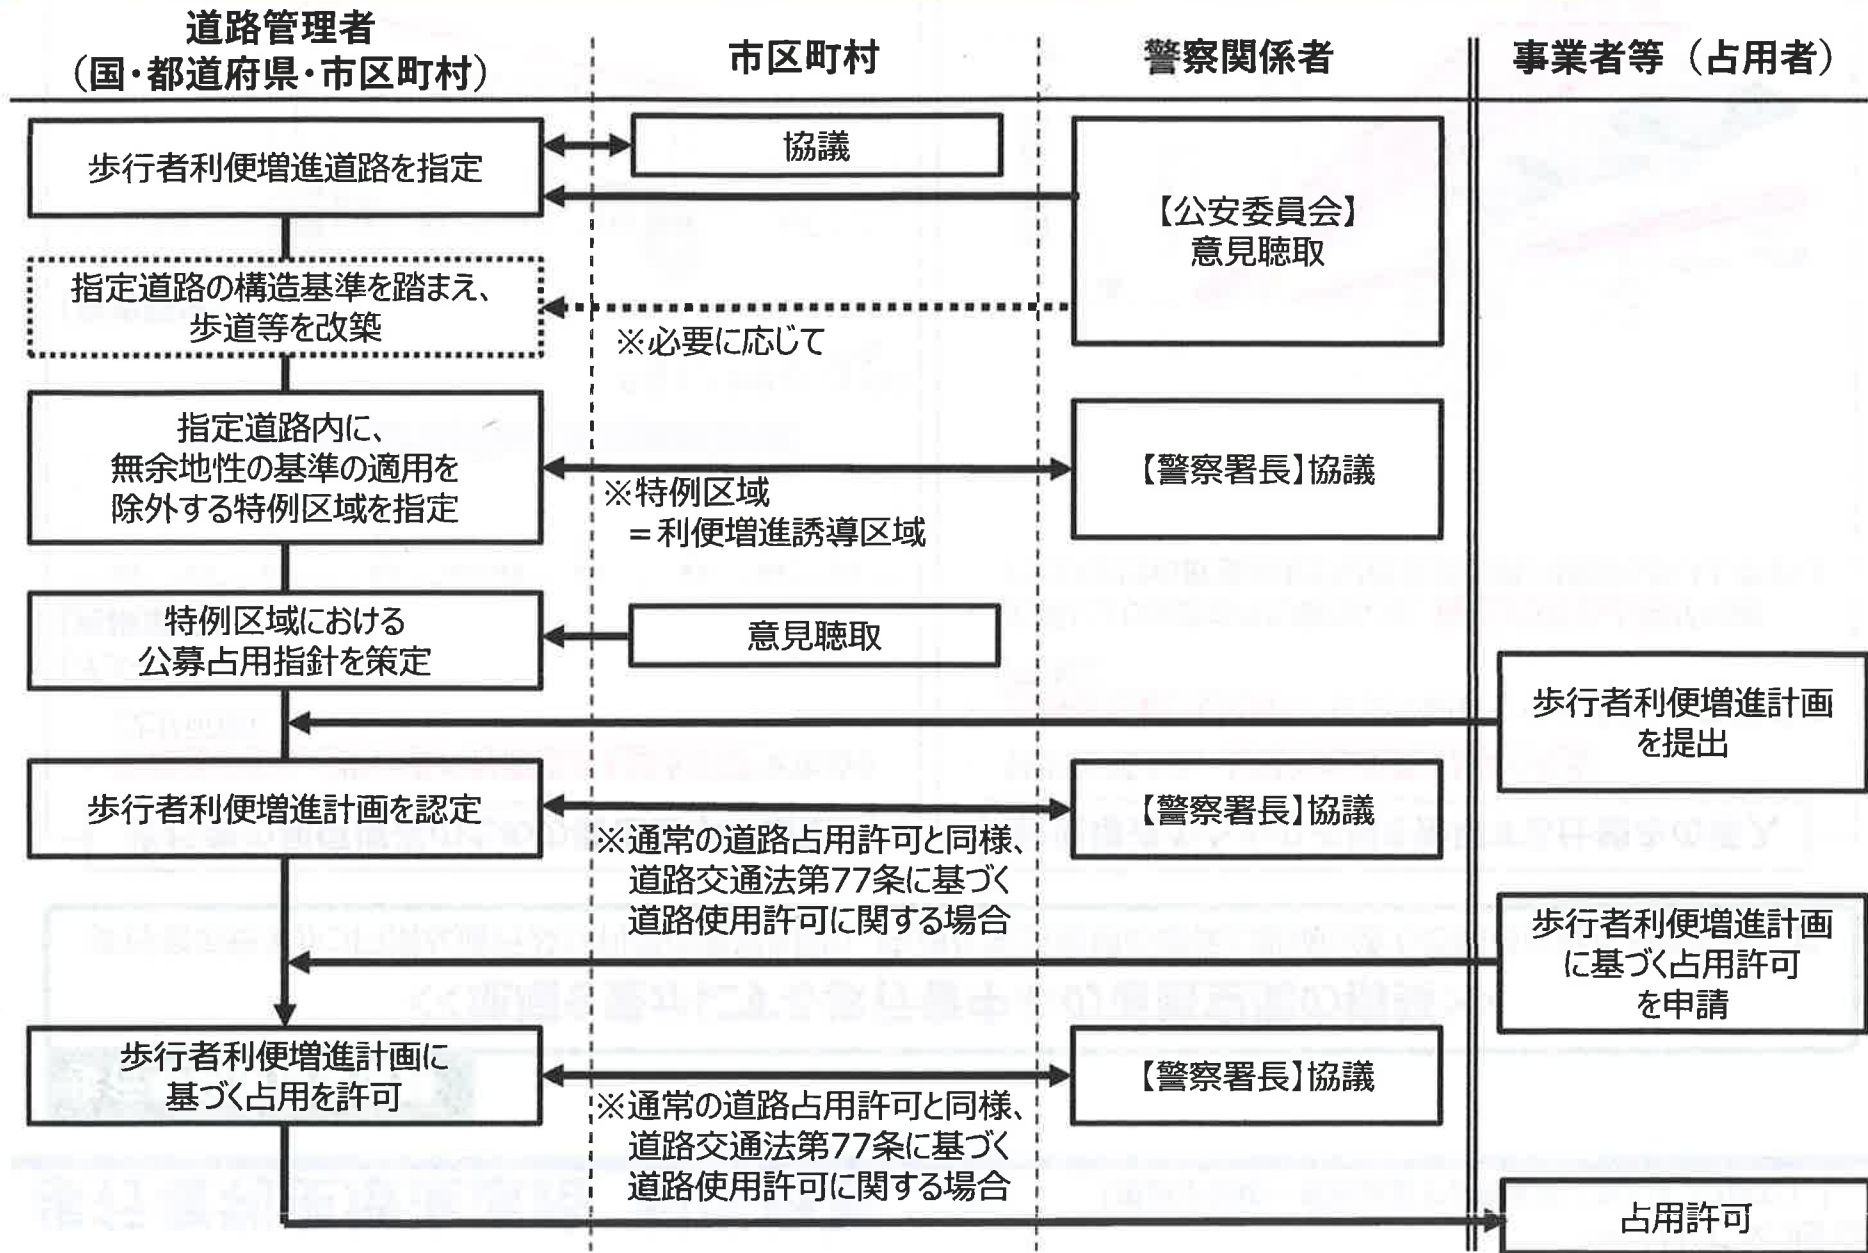 道路管理者
（国・都道府県・市区町村）
市区町村
警察関係者
事業者等（占用者）
歩行者利便増進道路を指定
協議
【公安委員会】
意見聴取
指定道路の構造基準を踏まえ、
歩道等を改築
※必要に応じて
指定道路内に、
無余地性の基準の適用を
除外する特例区域を指定
※特例区域
＝利便増進誘導区域
【警察署長】協議
特例区域における
公募占用指針を策定
意見聴取
歩行者利便増進計画
を提出
歩行者利便増進計画を認定
【警察署長】協議
※通常の道路占用許可と同様、
道路交通法第77条に基づく
道路使用許可に関する場合
歩行者利便増進計画
に基づく占用許可
を申請
歩行者利便増進計画に
基づく占用を許可
【警察署長】協議
※通常の道路占用許可と同様、
道路交通法第77条に基づく
道路使用許可に関する場合
占用許可